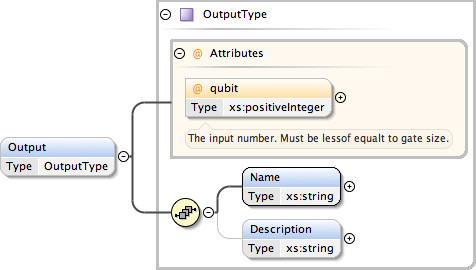 OutputType
@ Attributes
@ qubit
Type xs:positiveInteger
The input number. Must be lessof equalt to gate size.
Output
Type OutputType
Name
Type xs:string
Description
Type xs:string